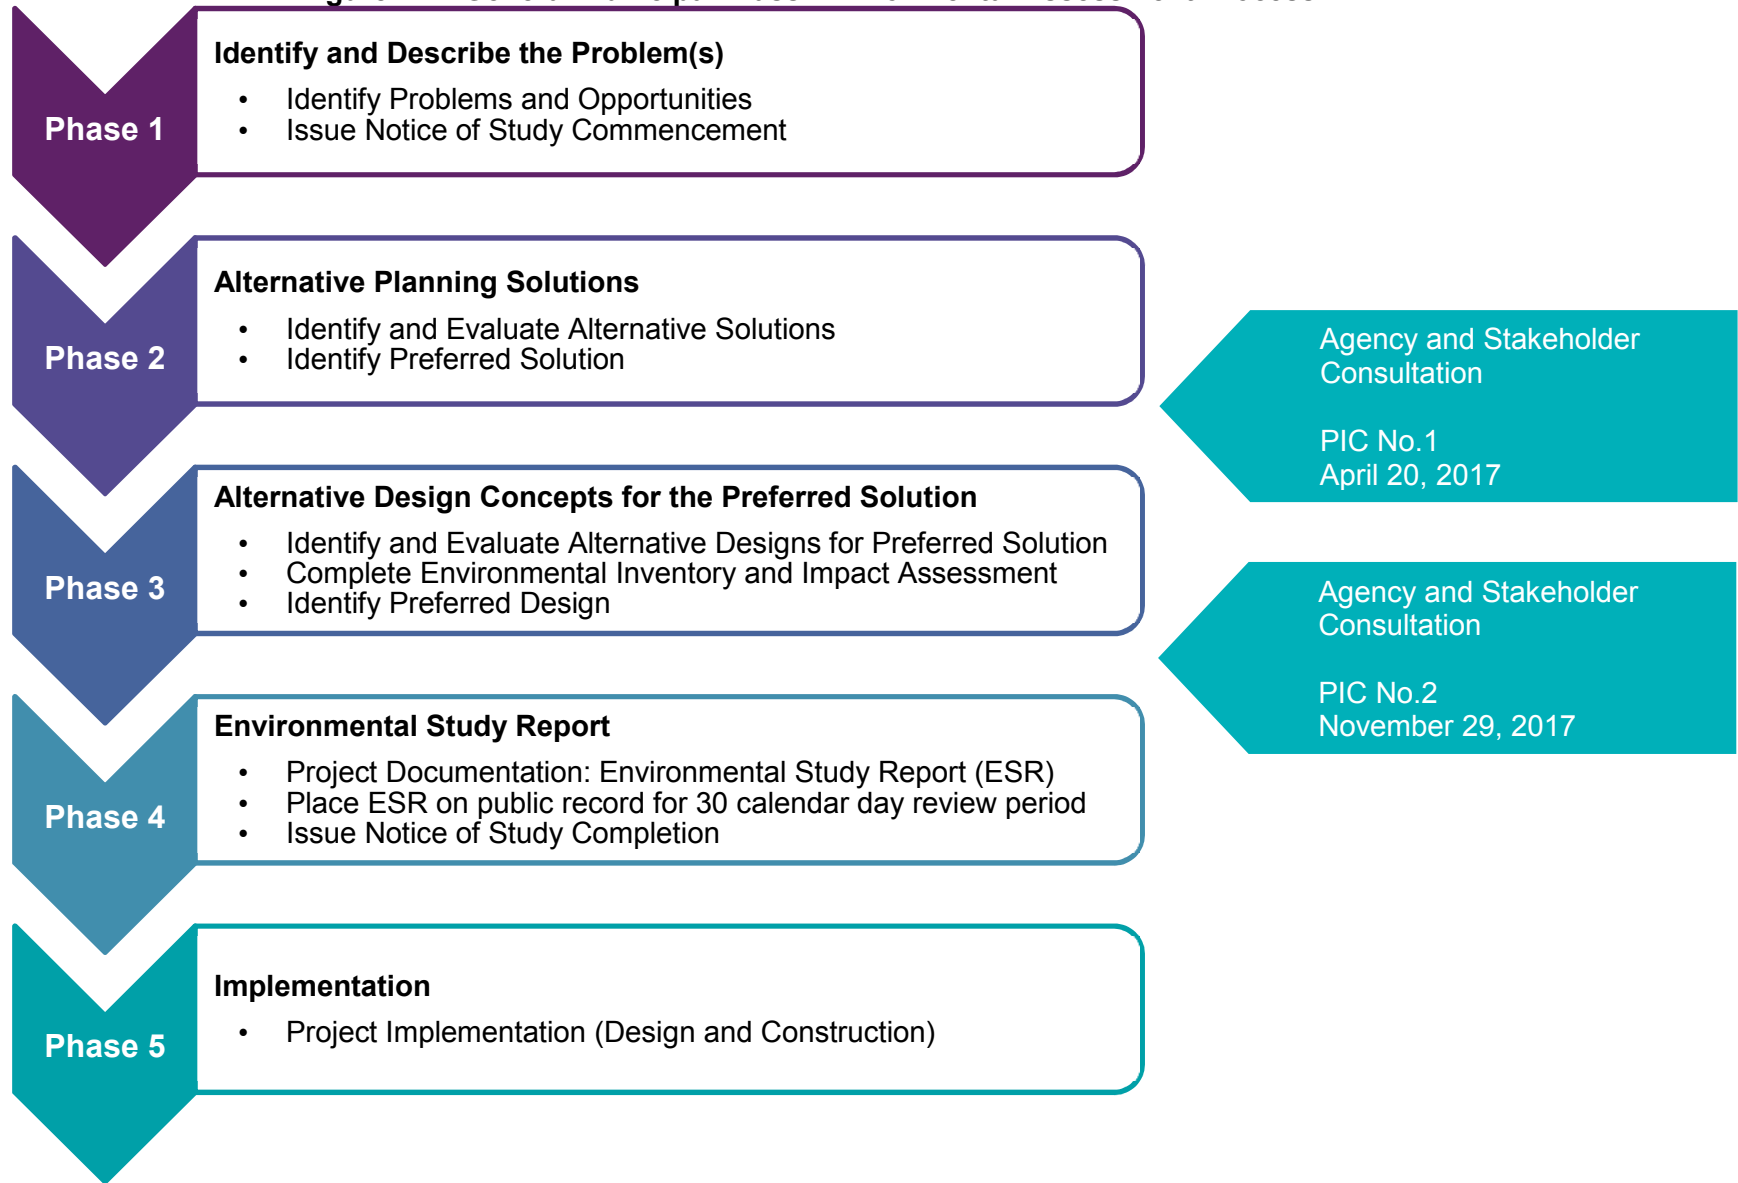 Phase 1
Identify and Describe the Problem(s)
• Identify Problems and Opportunities
• Issue Notice of Study Commencement
Phase 2
Alternative Planning Solutions
• Identify and Evaluate Alternative Solutions
• Identify Preferred Solution
Agency and Stakeholder
Consultation
PIC No.1
April 20, 2017
Phase 3
Alternative Design Concepts for the Preferred Solution
• Identify and Evaluate Alternative Designs for Preferred Solution
• Complete Environmental Inventory and Impact Assessment
• Identify Preferred Design
Agency and Stakeholder
Consultation
PIC No.2
November 29, 2017
Phase 4
Environmental Study Report
• Project Documentation: Environmental Study Report (ESR)
• Place ESR on public record for 30 calendar day review period
• Issue Notice of Study Completion
Phase 5
Implementation
• Project Implementation (Design and Construction)